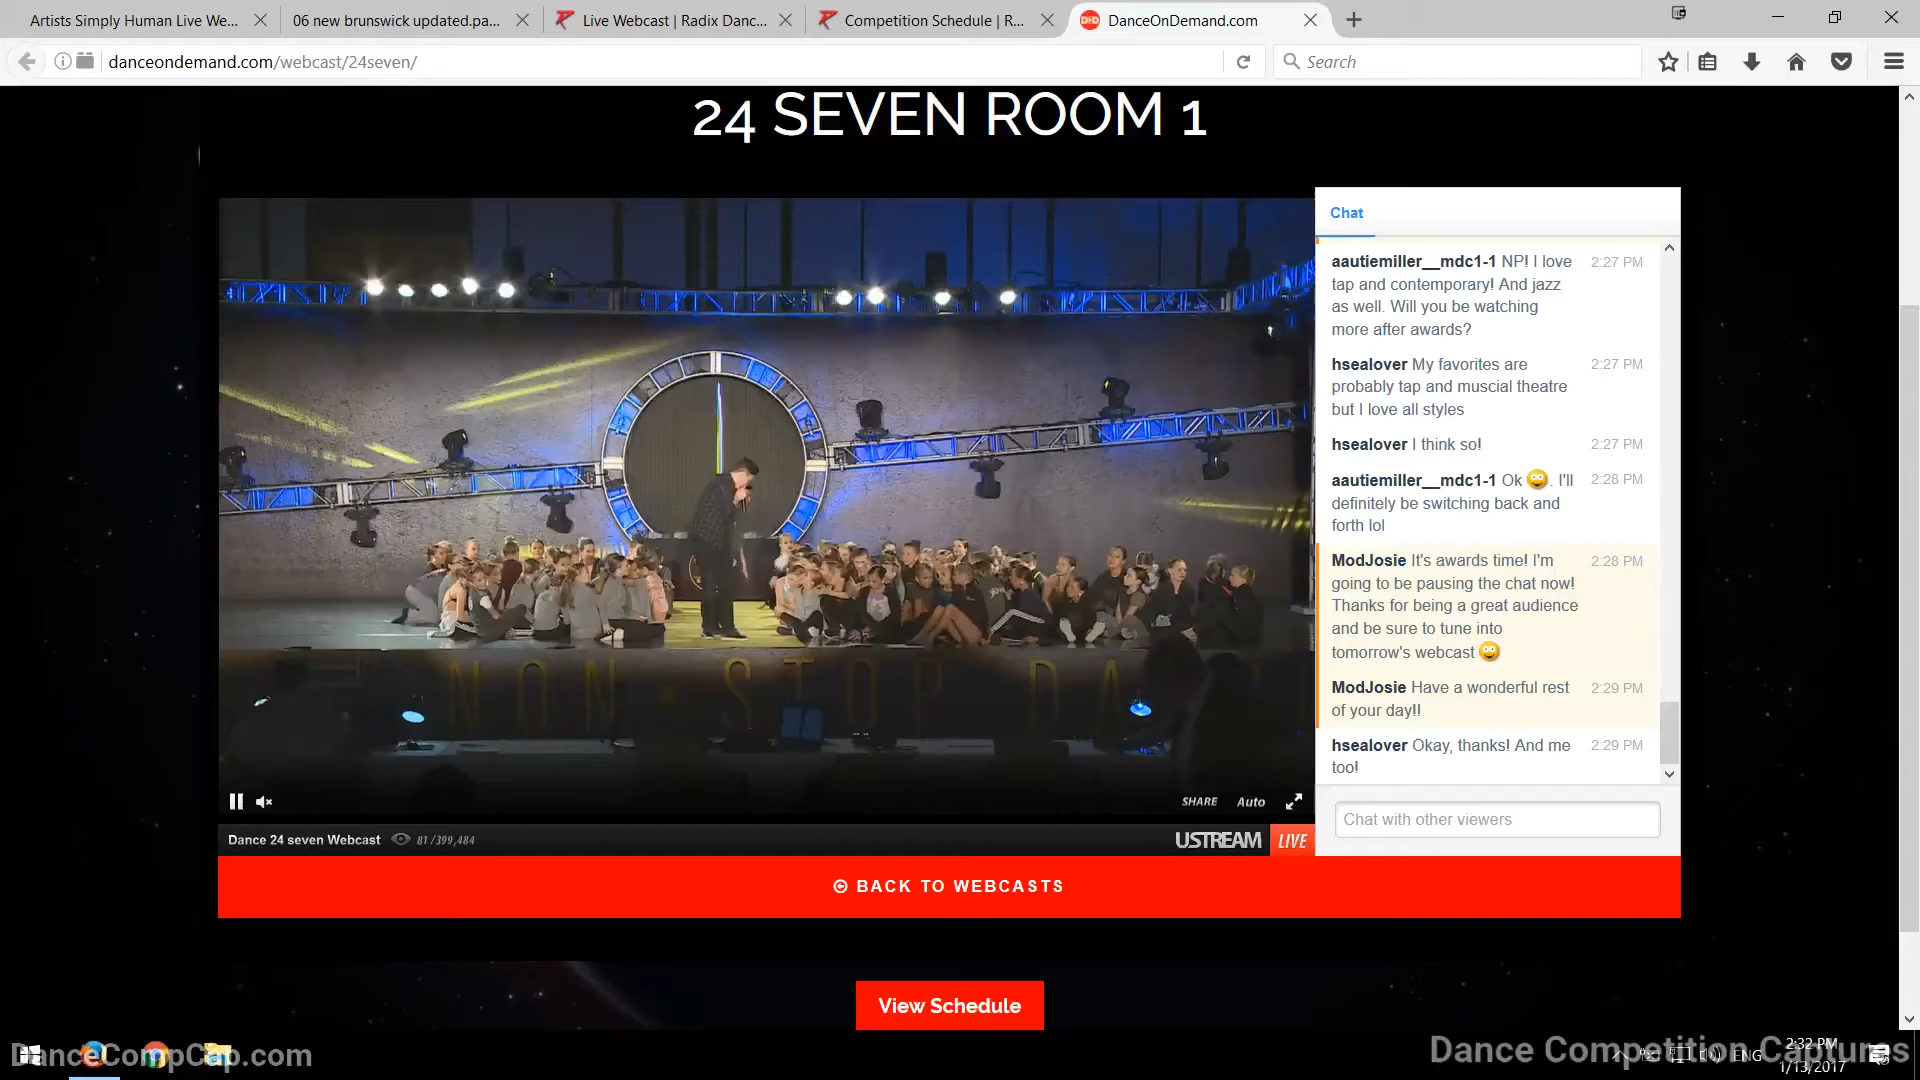 Artists Simply Human Live We...
06 new brunswick updated.pa...
Live Webcast | Radix Danc...
Competition Schedule | R...
DanceOnDemand.com
danceondemand.com/webcast/24seven/
Search
24 SEVEN ROOM 1
Chat
aautiemiller__mdc1-1 NP! I love 2:27 PM
tap and contemporary! And jazz
as well. Will you be watching
more after awards?
hsealover My favorites are 2:27 PM
probably tap and muscial theatre
but I love all styles
hsealover I think so! 2:27 PM
aautiemiller__mdc1-1 Ok . I'll 2:28 PM
definitely be switching back and
forth lol
ModJosie It's awards time! I'm 2:28 PM
going to be pausing the chat now!
Thanks for being a great audience
and be sure to tune into
tomorrow's webcast
ModJosie Have a wonderful rest 2:29 PM
of your day!!
hsealover Okay, thanks! And me 2:29 PM
too!
Chat with other viewers
NON·STOP DA
SHARE Auto
Dance 24 seven Webcast 81/399,484
USTREAM LIVE
BACK TO WEBCASTS
View Schedule
DanceCompCap.com
Dance Competition Captures
ENG
2:32 PM
1/13/2017